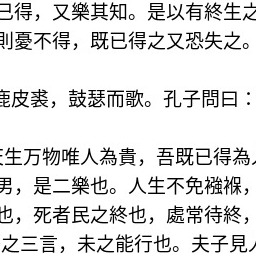 已得，又樂其知。是以有終生之
則憂不得，既已得之又恐失之。
鹿皮裘，鼓瑟而歌。孔子問曰：
天生万物唯人為貴，吾既已得為人
男，是二樂也。人生不免襁褓，
也，死者民之終也，處常待終，
之三言，未之能行也。夫子見人